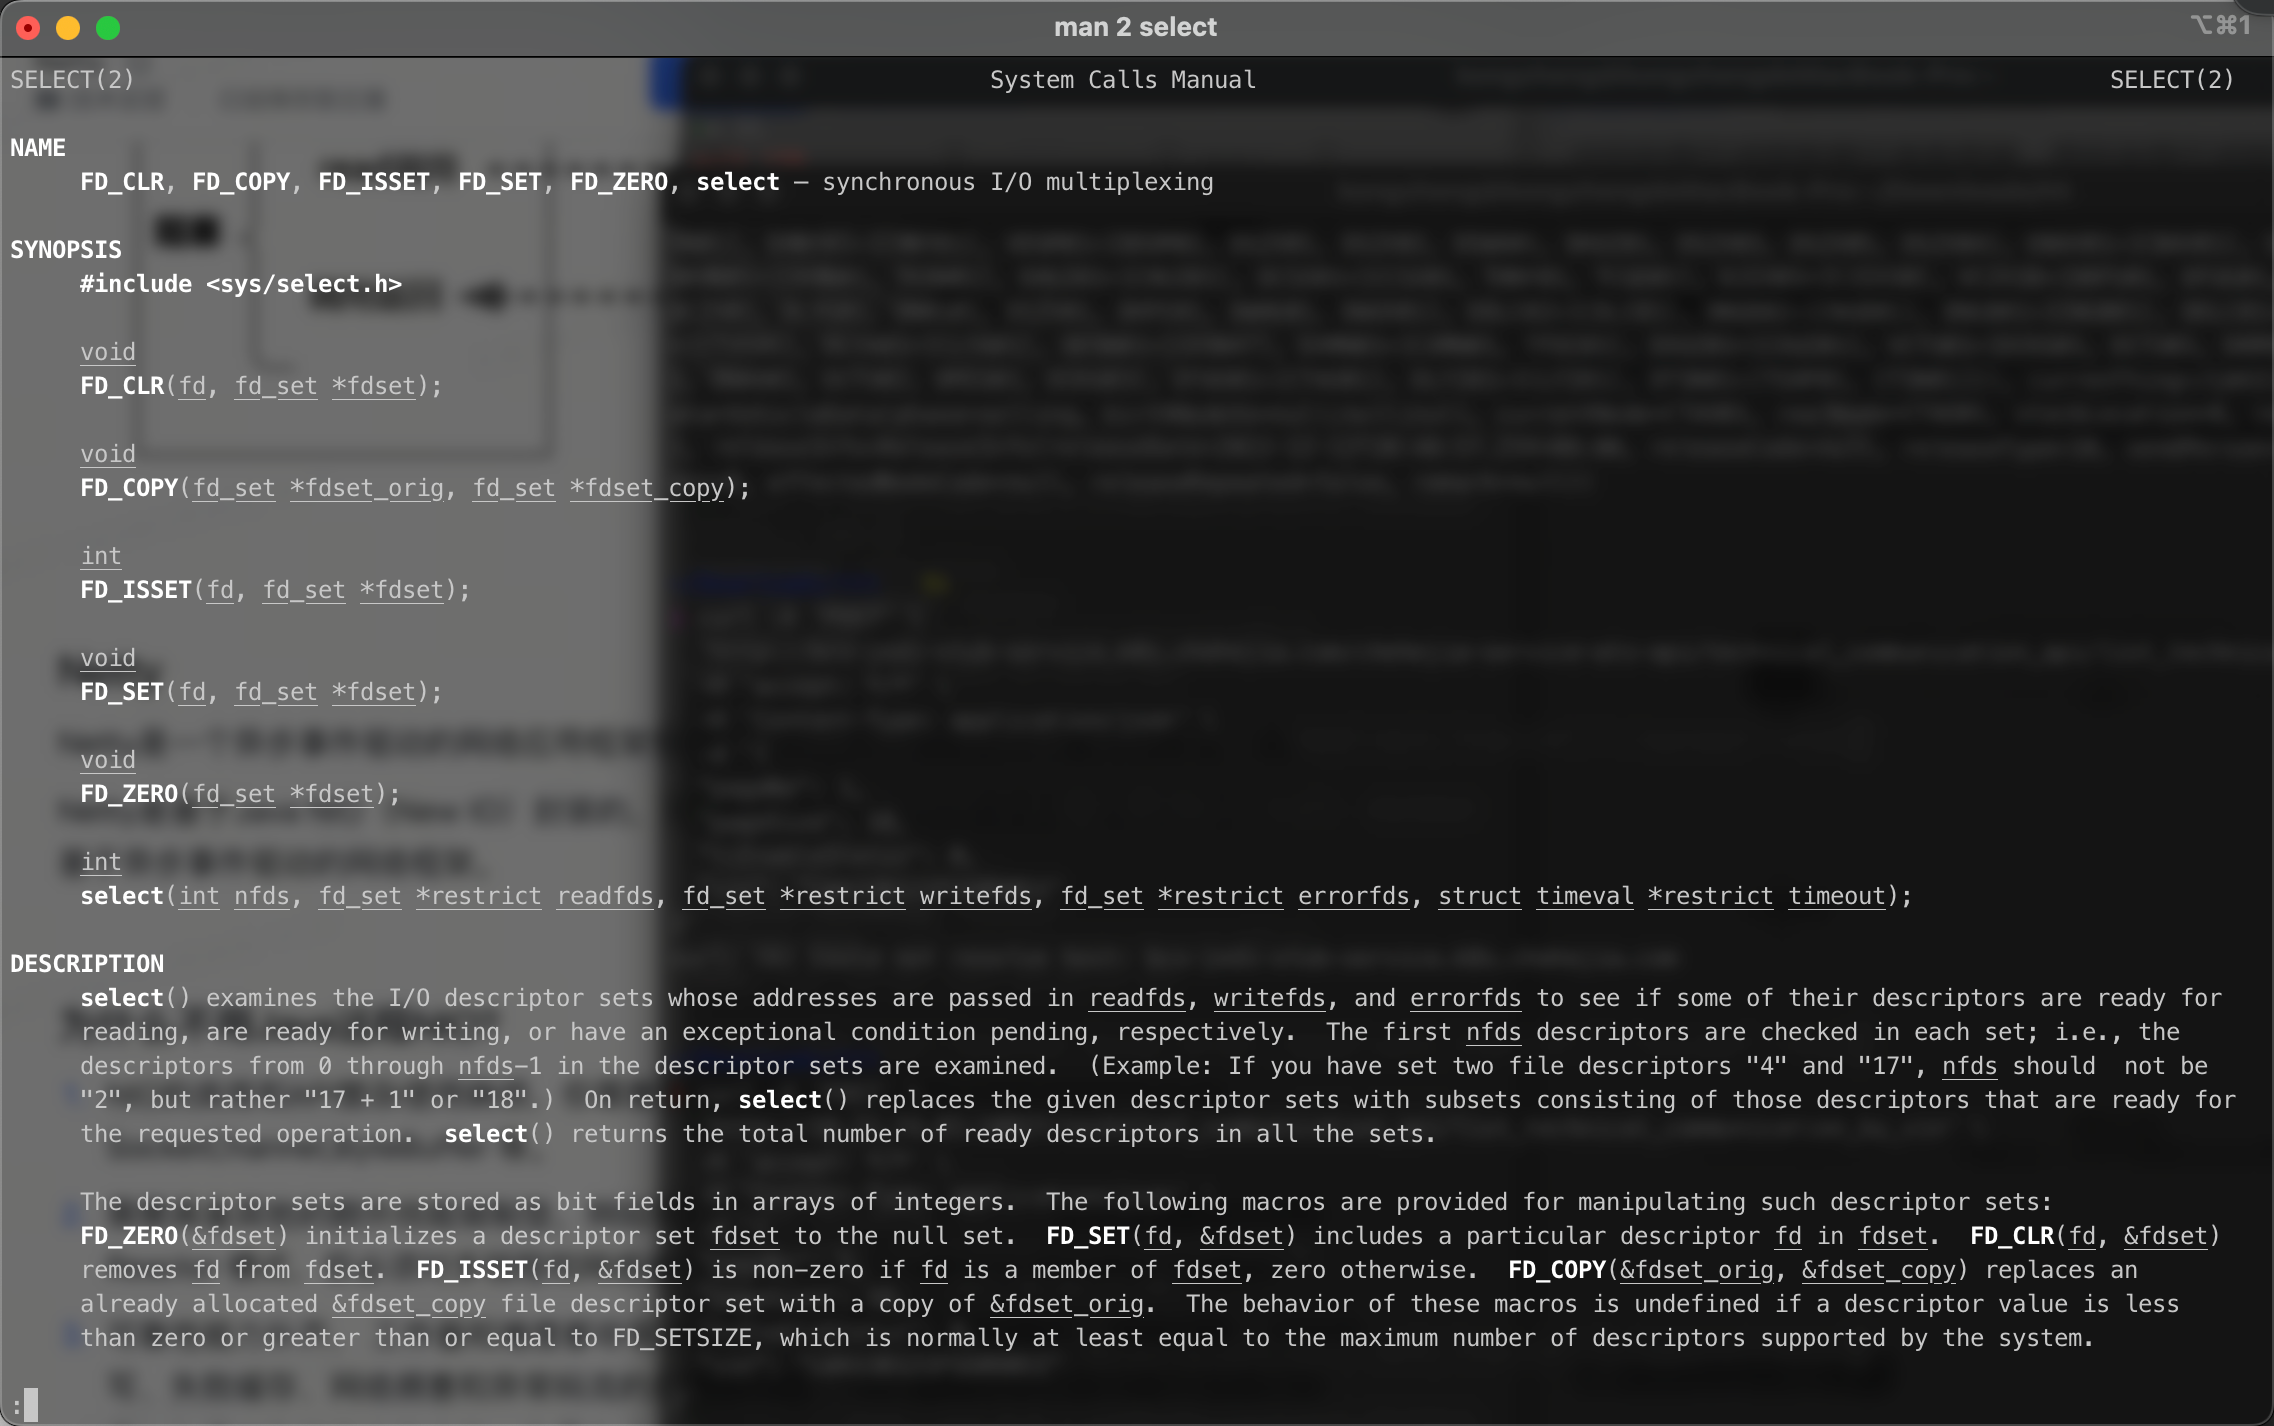 man 2 select
⌥⌘1
SELECT(2) System Calls Manual SELECT(2)
NAME
FD_CLR, FD_COPY, FD_ISSET, FD_SET, FD_ZERO, select – synchronous I/O multiplexing
SYNOPSIS
#include <sys/select.h>
void
FD_CLR(fd, fd_set *fdset);
void
FD_COPY(fd_set *fdset_orig, fd_set *fdset_copy);
int
FD_ISSET(fd, fd_set *fdset);
void
FD_SET(fd, fd_set *fdset);
void
FD_ZERO(fd_set *fdset);
int
select(int nfds, fd_set *restrict readfds, fd_set *restrict writefds, fd_set *restrict errorfds, struct timeval *restrict timeout);
DESCRIPTION
select() examines the I/O descriptor sets whose addresses are passed in readfds, writefds, and errorfds to see if some of their descriptors are ready for
reading, are ready for writing, or have an exceptional condition pending, respectively.  The first nfds descriptors are checked in each set; i.e., the
descriptors from 0 through nfds-1 in the descriptor sets are examined.  (Example: If you have set two file descriptors "4" and "17", nfds should  not be
"2", but rather "17 + 1" or "18".)  On return, select() replaces the given descriptor sets with subsets consisting of those descriptors that are ready for
the requested operation.  select() returns the total number of ready descriptors in all the sets.
The descriptor sets are stored as bit fields in arrays of integers.  The following macros are provided for manipulating such descriptor sets:
FD_ZERO(&fdset) initializes a descriptor set fdset to the null set.  FD_SET(fd, &fdset) includes a particular descriptor fd in fdset.  FD_CLR(fd, &fdset)
removes fd from fdset.  FD_ISSET(fd, &fdset) is non-zero if fd is a member of fdset, zero otherwise.  FD_COPY(&fdset_orig, &fdset_copy) replaces an
already allocated &fdset_copy file descriptor set with a copy of &fdset_orig.  The behavior of these macros is undefined if a descriptor value is less
than zero or greater than or equal to FD_SETSIZE, which is normally at least equal to the maximum number of descriptors supported by the system.
: